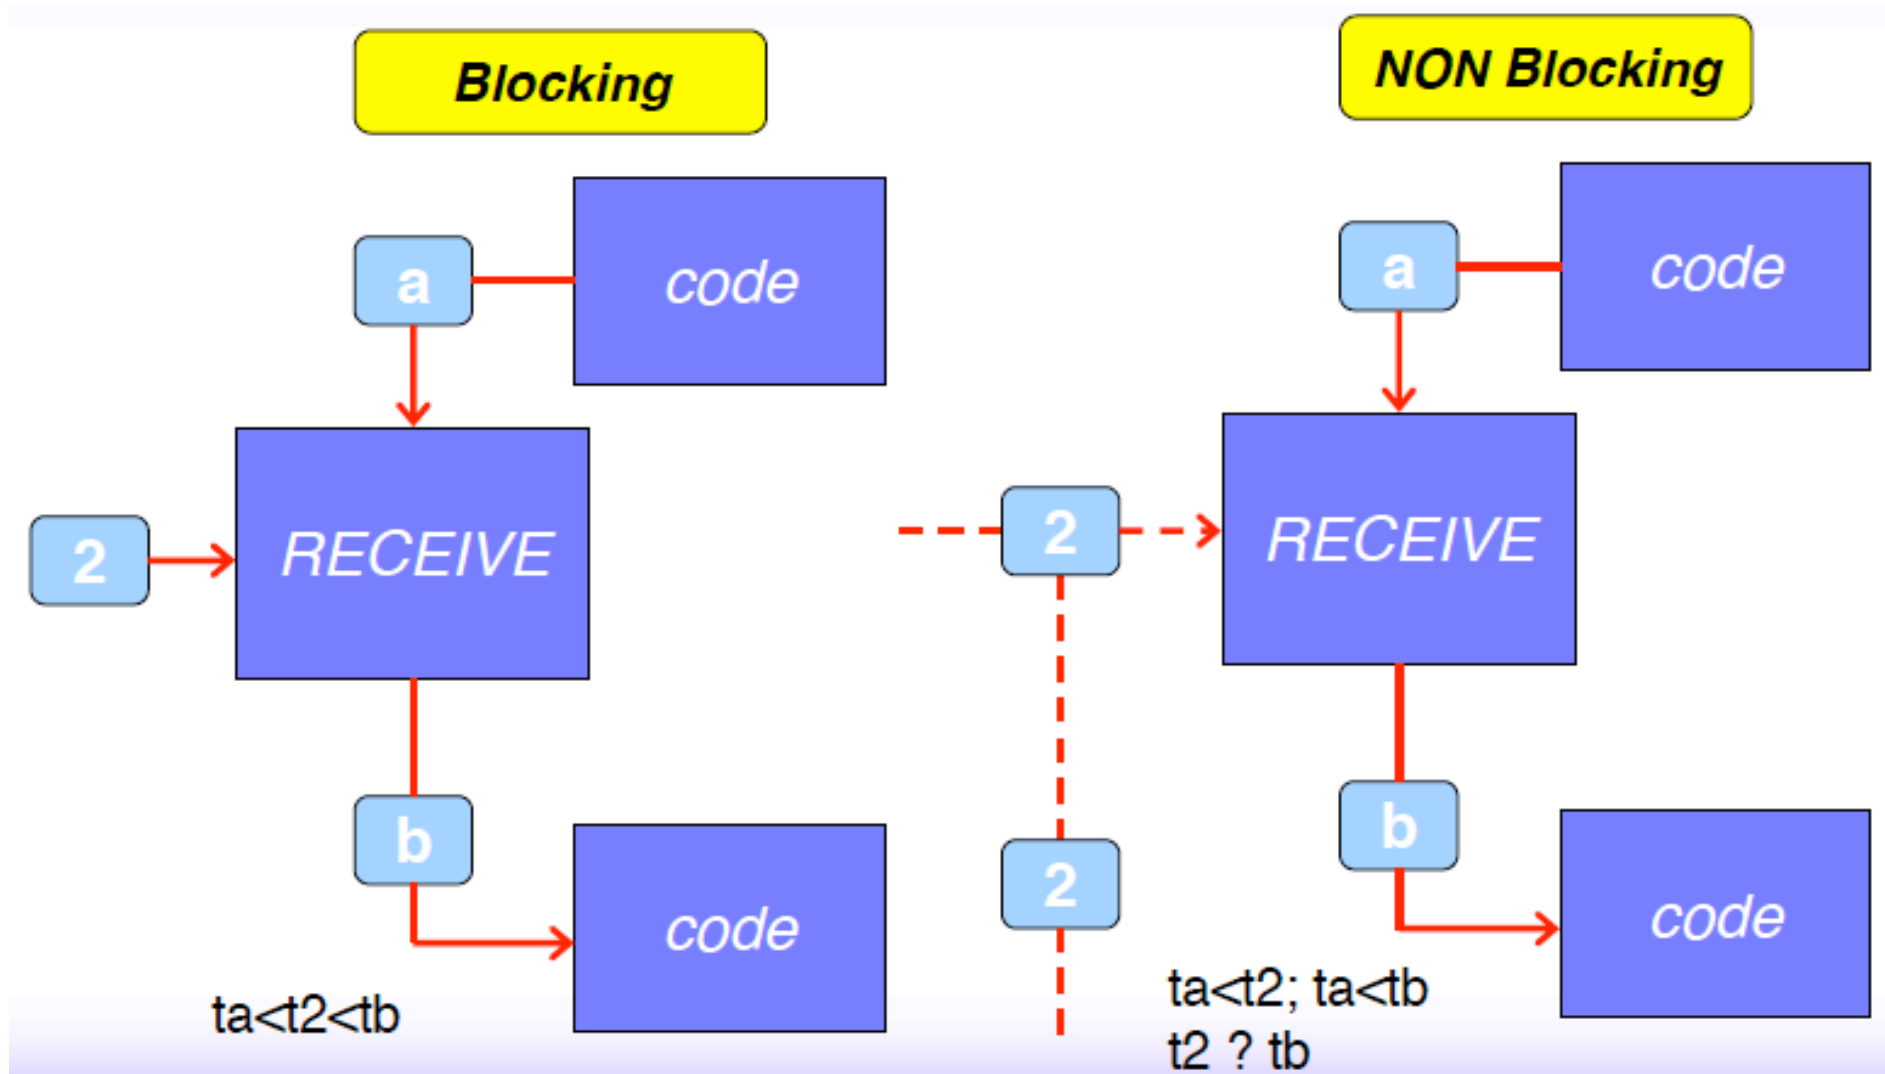 Blocking
a
code
RECEIVE
2
b
code
ta<t2<tb
NON Blocking
a
code
2
RECEIVE
b
2
code
ta<t2; ta<tb
t2 ? tb